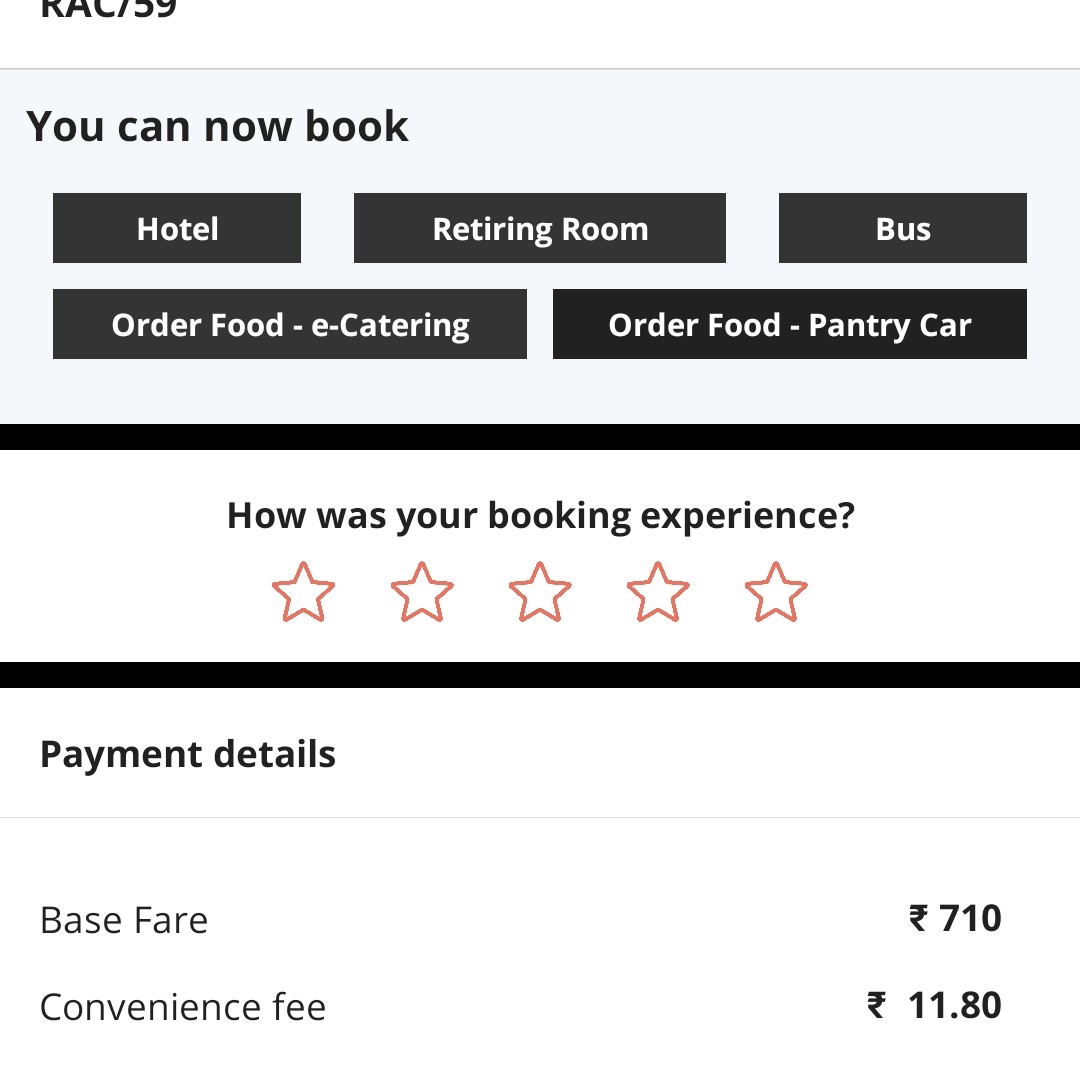 RAC/59
You can now book
Hotel Retiring Room Bus
Order Food - e-Catering Order Food - Pantry Car
How was your booking experience?
Payment details
Base Fare ₹ 710
Convenience fee ₹ 11.80